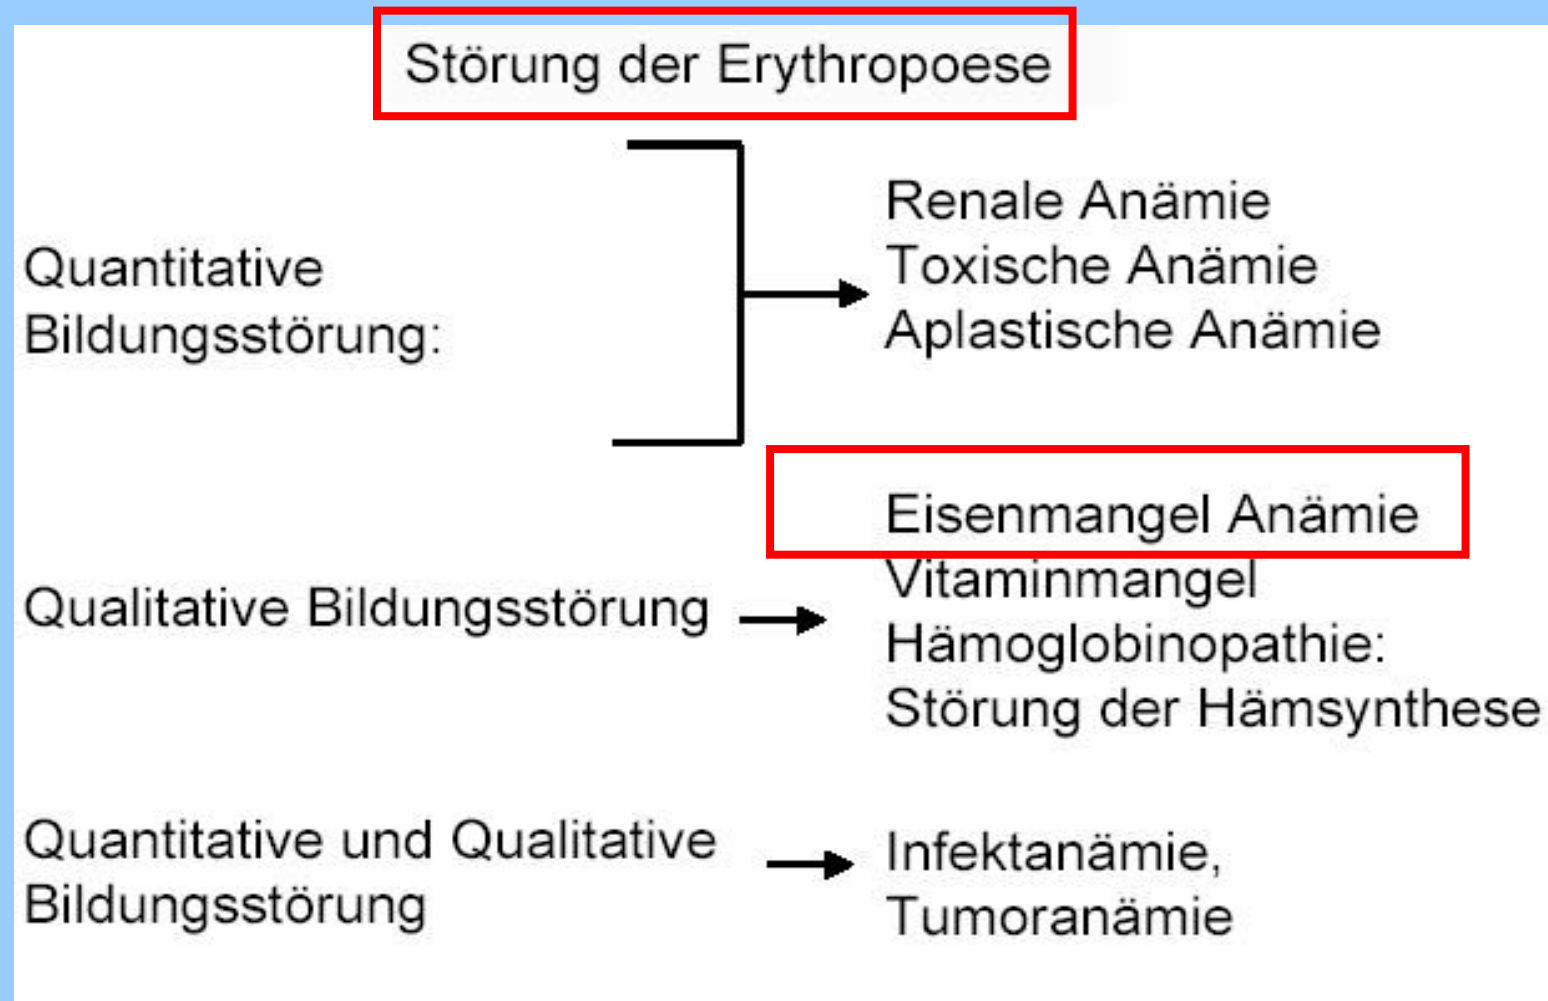 Störung der Erythropoese
Quantitative
Bildungsstörung:
Renale Anämie
Toxische Anämie
Aplastische Anämie
Qualitative Bildungsstörung
Eisenmangel Anämie
Vitaminmangel
Hämoglobinopathie:
Störung der Hämsynthese
Quantitative und Qualitative
Bildungsstörung
Infektanämie,
Tumoranämie